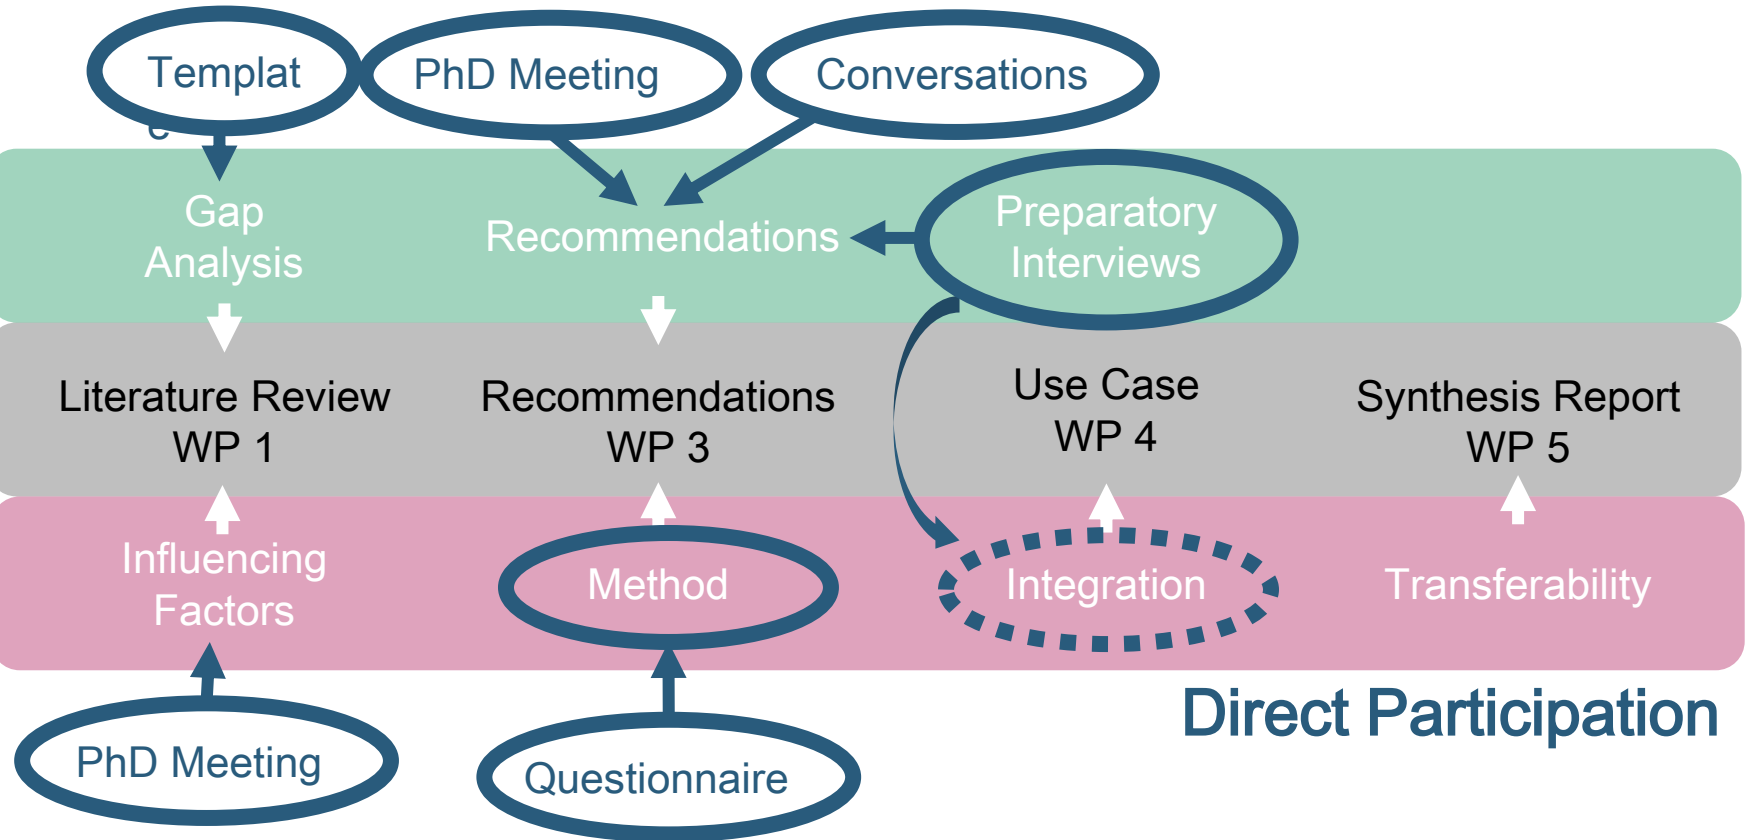 Templat
e
PhD Meeting
Conversations
Gap
Analysis
Recommendations
Preparatory
Interviews
Literature Review
WP 1
Recommendations
WP 3
Use Case
WP 4
Synthesis Report
WP 5
Influencing
Factors
Method
Integration
Transferability
Direct Participation
PhD Meeting
Questionnaire